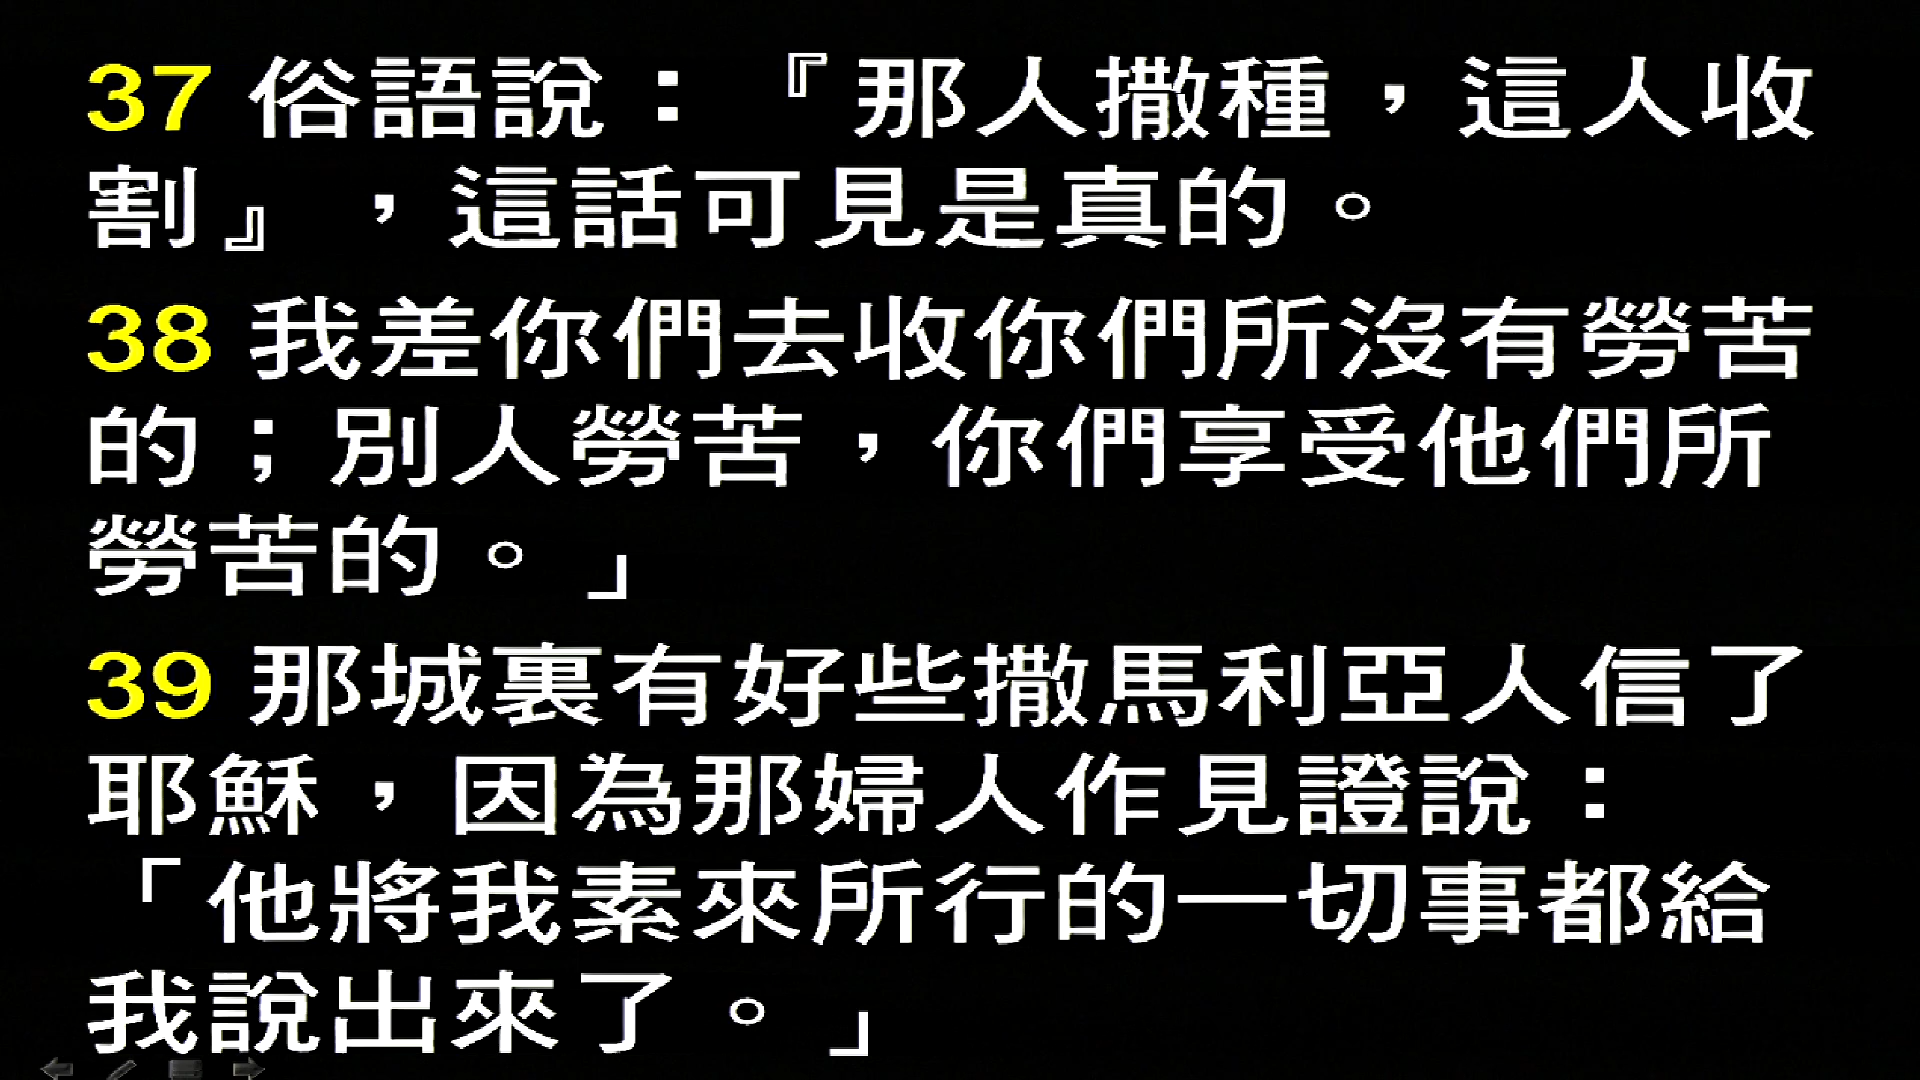 37 俗語說：『那人撒種，這人收
割』，這話可見是真的。
38 我差你們去收你們所沒有勞苦
的；別人勞苦，你們享受他們所
勞苦的。」
39 那城裏有好些撒馬利亞人信了
耶穌，因為那婦人作見證說：
「他將我素來所行的一切事都給
我說出來了。」